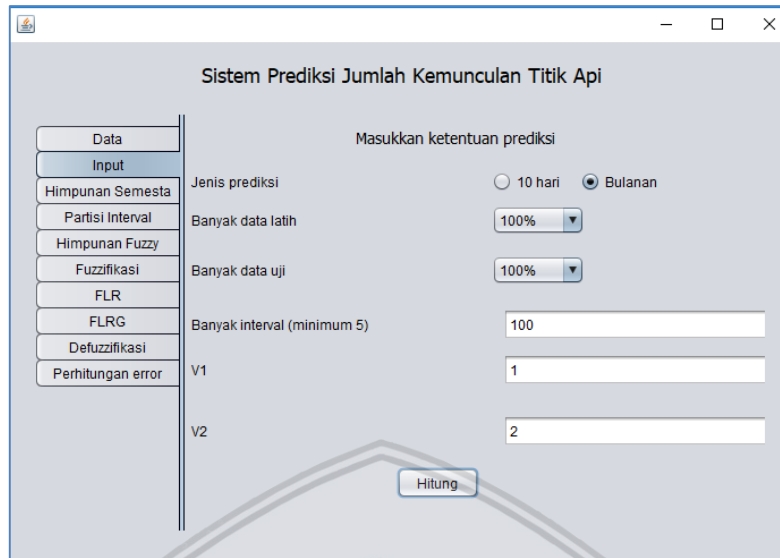 Sistem Prediksi Jumlah Kemunculan Titik Api
Data
Input
Himpunan Semesta
Partisi Interval
Himpunan Fuzzy
Fuzzifikasi
FLR
FLRG
Defuzzifikasi
Perhitungan error
Masukkan ketentuan prediksi
Jenis prediksi 10 hari Bulanan
Banyak data latih 100%
Banyak data uji 100%
Banyak interval (minimum 5) 100
V1 1
V2 2
Hitung